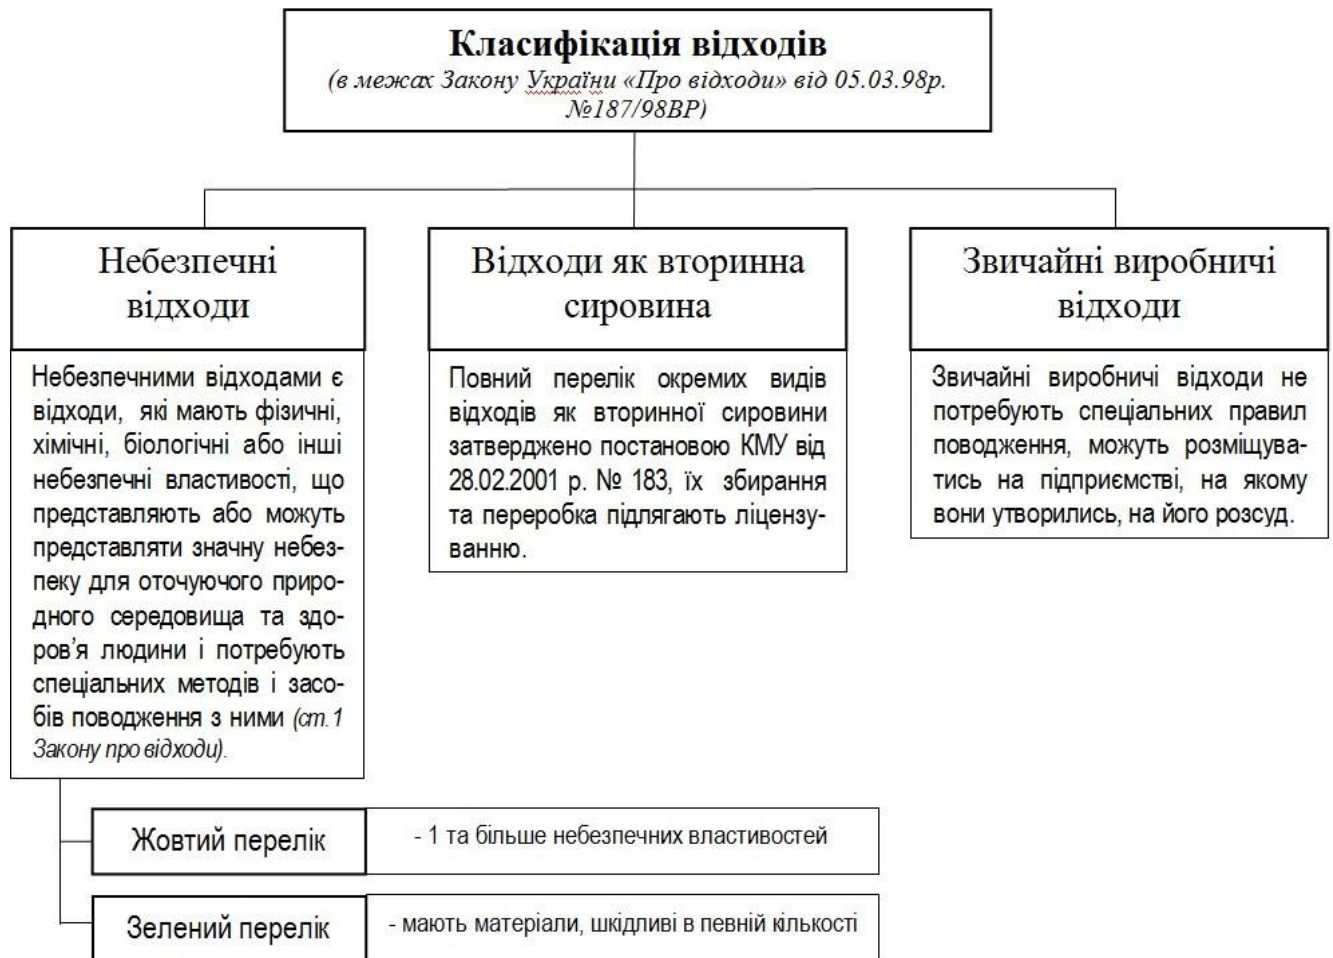 Класифікація відходів
(в межах Закону України «Про відходи» від 05.03.98р.
№187/98ВР)
Небезпечні
відходи
Небезпечними відходами є
відходи, які мають фізичні,
хімічні, біологічні або інші
небезпечні властивості, що
представляють або можуть
представляти значну небез-
пеку для оточуючого приро-
дного середовища та здо-
ров’я людини і потребують
спеціальних методів і засо-
бів поводження з ними (ст.1
Закону про відходи).
Відходи як вторинна
сировина
Повний перелік окремих видів
відходів як вторинної сировини
затверджено постановою КМУ від
28.02.2001 р. № 183, їх збирання
та переробка підлягають ліцензу-
ванню.
Звичайні виробничі
відходи
Звичайні виробничі відходи не
потребують спеціальних правил
поводження, можуть розміщува-
тись на підприємстві, на якому
вони утворились, на його розсуд.
Жовтий перелік
- 1 та більше небезпечних властивостей
Зелений перелік
- мають матеріали, шкідливі в певній кількості